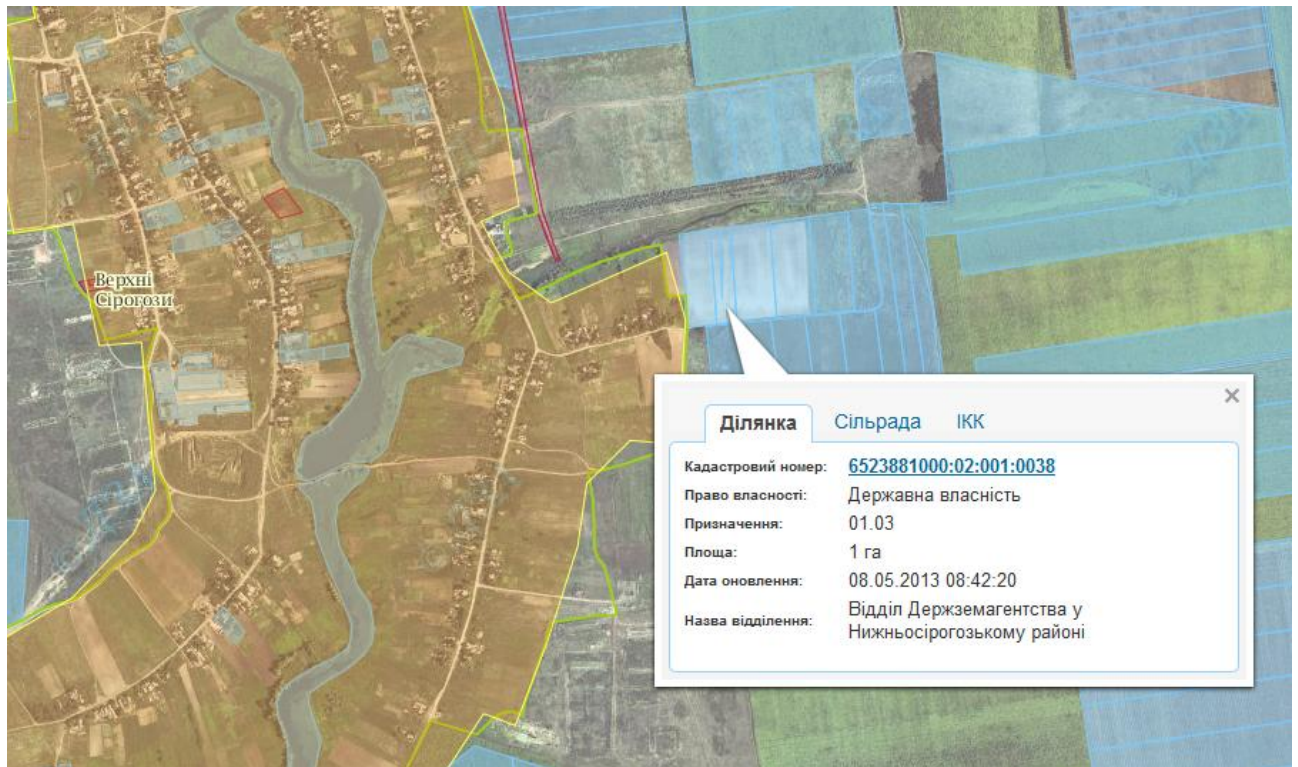 Верхні
Сірогози
×
Ділянка Сільрада ІКК
Кадастровий номер: 6523881000:02:001:0038
Право власності: Державна власність
Призначення: 01.03
Площа: 1 га
Дата оновлення: 08.05.2013 08:42:20
Назва відділення: Відділ Держземагентства у
Нижньосірогозькому районі